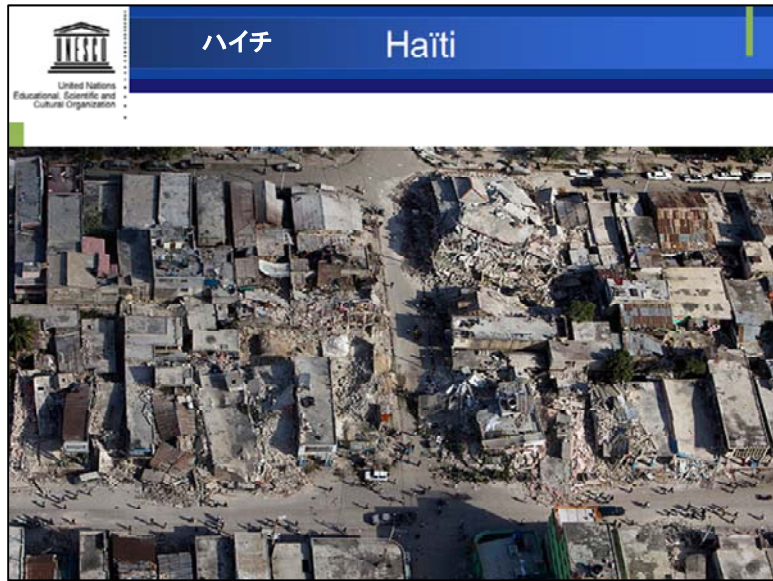 UNESCO
United Nations
Educational, Scientific and
Cultural Organization
ハイチ Haïti